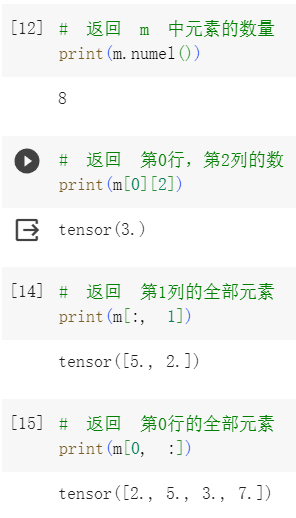 [12] # 返回 m 中元素的数量
print(m.numel())
8
# 返回 第0行，第2列的数
print(m[0][2])
tensor(3.)
[14] # 返回 第1列的全部元素
print(m[:, 1])
tensor([5., 2.])
[15] # 返回 第0行的全部元素
print(m[0, :])
tensor([2., 5., 3., 7.])